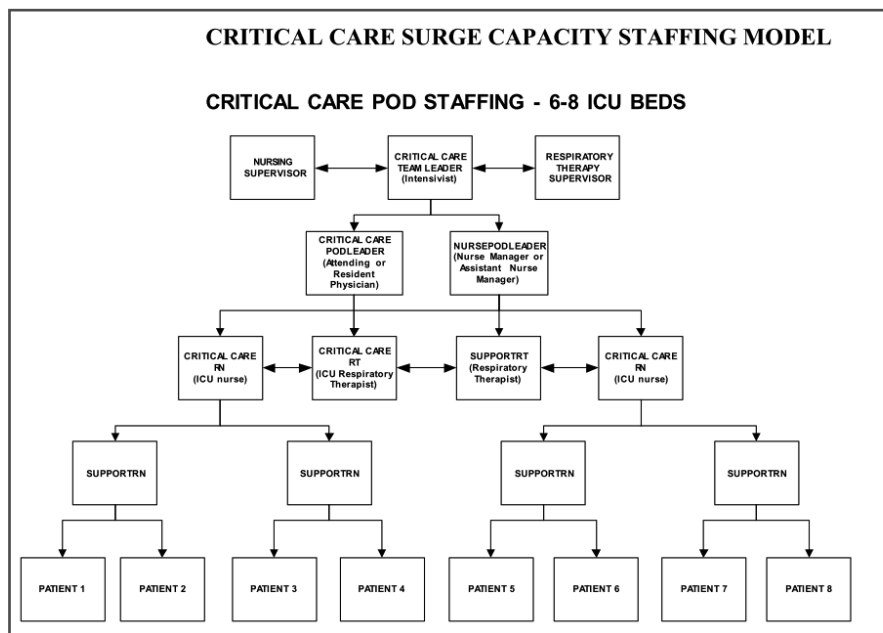 CRITICAL CARE SURGE CAPACITY STAFFING MODEL
CRITICAL CARE POD STAFFING - 6-8 ICU BEDS
NURSING
SUPERVISOR
CRITICAL CARE
TEAM LEADER
(Intensivist)
RESPIRATORY
THERAPY
SUPERVISOR
CRITICAL CARE
PODLEADER
(Attending or
Resident
Physician)
NURSEPODLEADER
(Nurse Manager or
Assistant Nurse
Manager)
CRITICAL CARE
RN
(ICU nurse)
CRITICAL CARE
RT
(ICU Respiratory
Therapist)
SUPPORTRT
(Respiratory
Therapist)
CRITICAL CARE
RN
(ICU nurse)
SUPPORTRN
SUPPORTRN
SUPPORTRN
SUPPORTRN
PATIENT 1
PATIENT 2
PATIENT 3
PATIENT 4
PATIENT 5
PATIENT 6
PATIENT 7
PATIENT 8